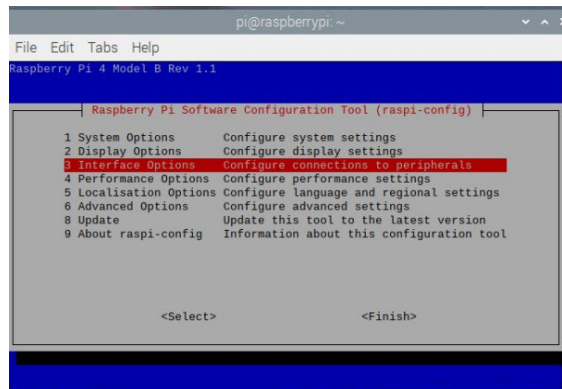 pi@raspberrypi: ~
File Edit Tabs Help
Raspberry Pi 4 Model B Rev 1.1
Raspberry Pi Software Configuration Tool (raspi-config)
1 System Options Configure system settings
2 Display Options Configure display settings
3 Interface Options Configure connections to peripherals
4 Performance Options Configure performance settings
5 Localisation Options Configure language and regional settings
6 Advanced Options Configure advanced settings
8 Update Update this tool to the latest version
9 About raspi-config Information about this configuration tool
<Select> <Finish>